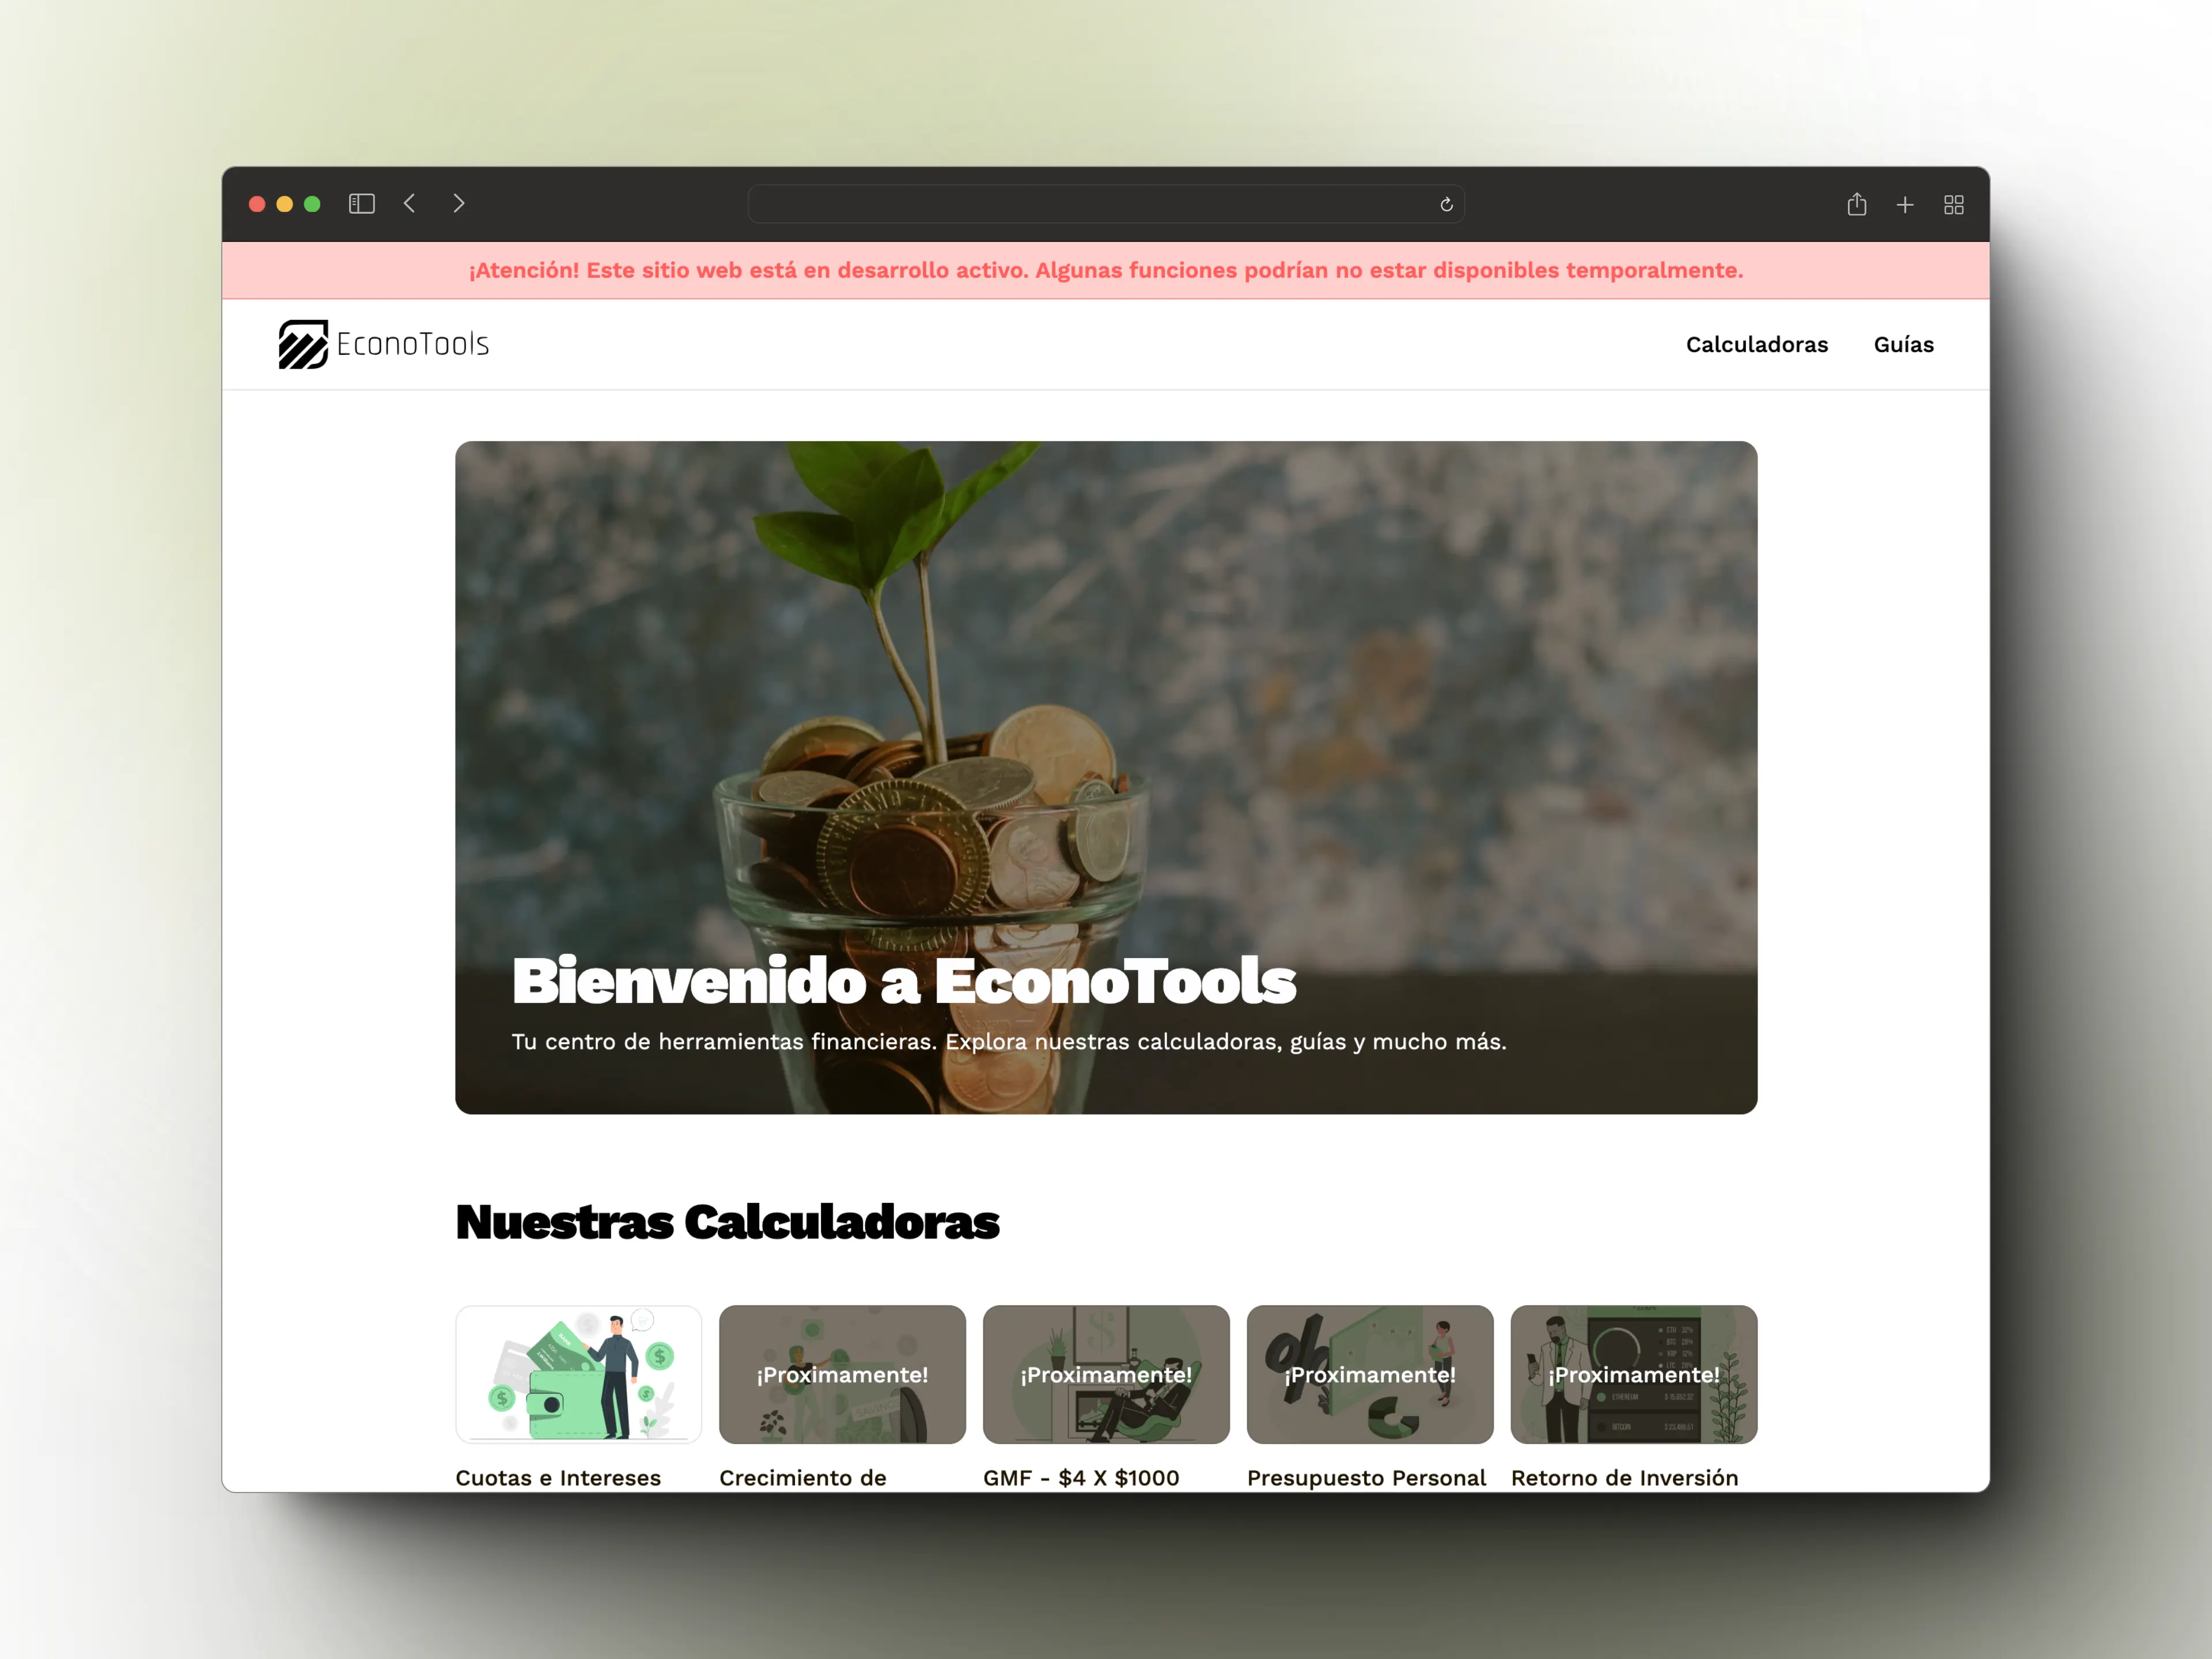 ¡Atención! Este sitio web está en desarrollo activo. Algunas funciones podrían no estar disponibles temporalmente.
EconoTools
Calculadoras
Guías
Bienvenido a EconoTools
Tu centro de herramientas financieras. Explora nuestras calculadoras, guías y mucho más.
Nuestras Calculadoras
¡Proximamente!
¡Proximamente!
¡Proximamente!
¡Proximamente!
Cuotas e Intereses
Crecimiento de
GMF - $4 X $1000
Presupuesto Personal
Retorno de Inversión